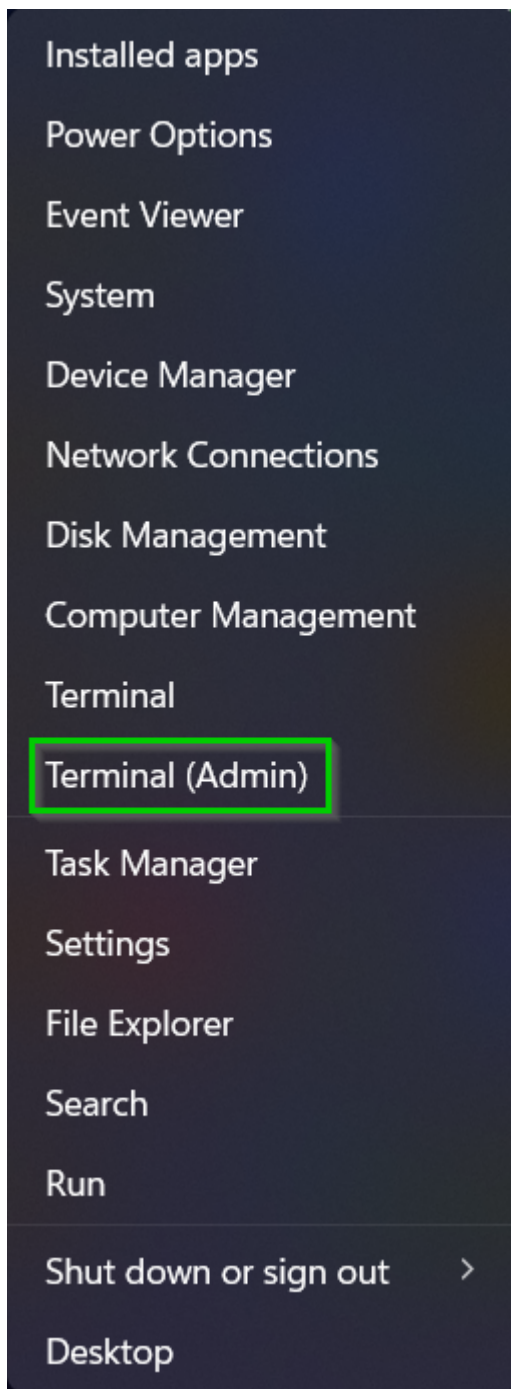 Installed apps
Power Options
Event Viewer
System
Device Manager
Network Connections
Disk Management
Computer Management
Terminal
Terminal (Admin)
Task Manager
Settings
File Explorer
Search
Run
Shut down or sign out
Desktop